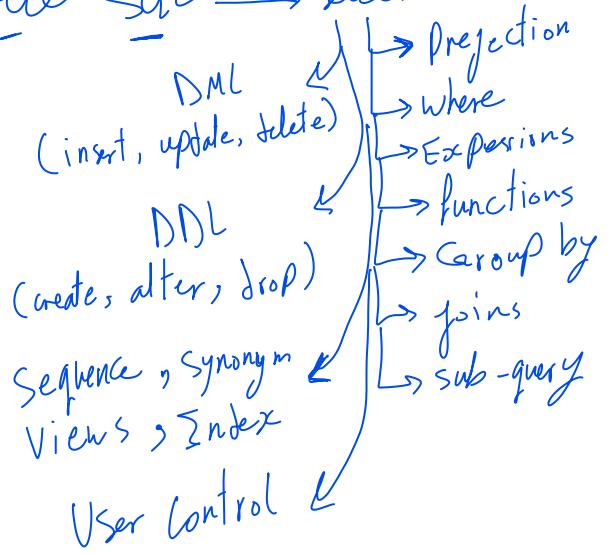 Projection
DML
where
(insert, update, delete)
Experrions
functions
DDL
Group by
(create, alter, drop)
joins
Sequence, Synonym
sub-query
Views, Index
User Control